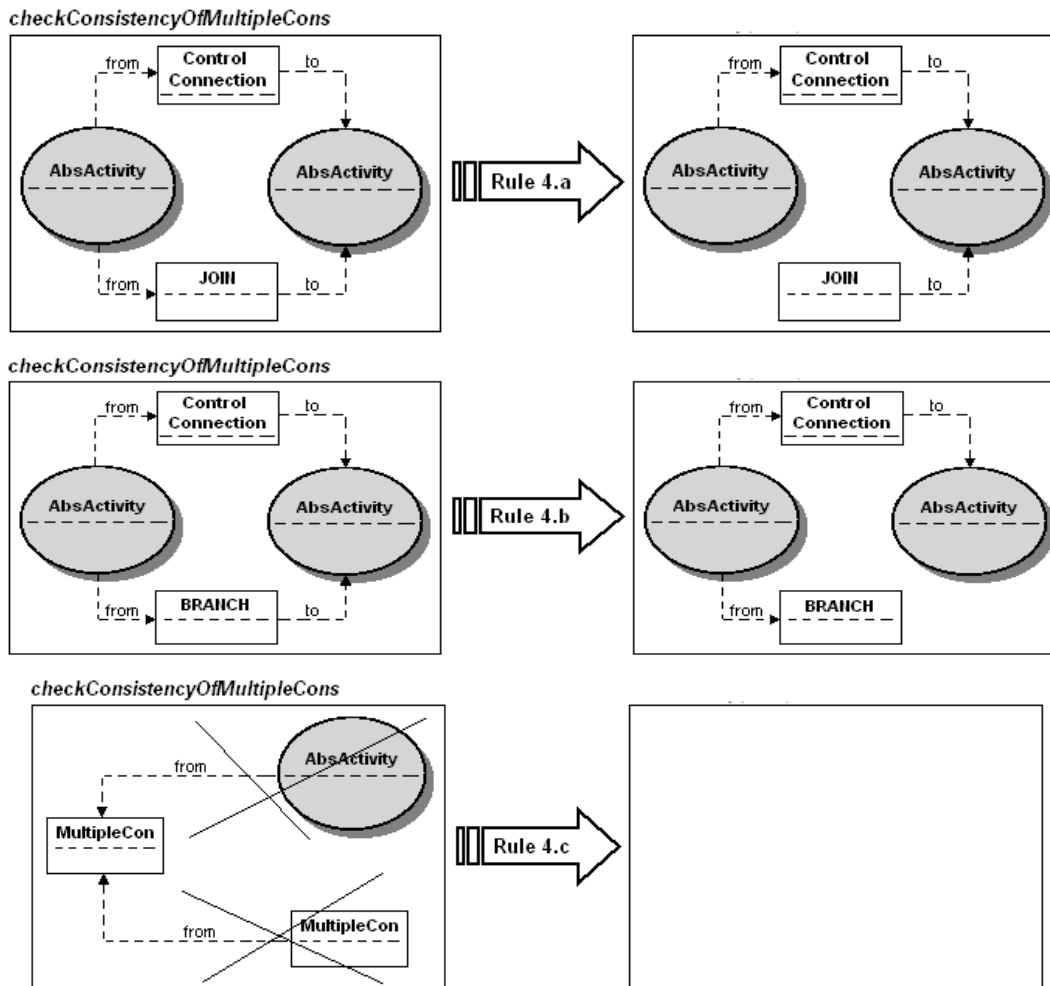 checkConsistencyOfMultipleCons
from
Control
Connection
to
AbsActivity
AbsActivity
from
JOIN
to
Rule 4.a
from
Control
Connection
to
AbsActivity
AbsActivity
JOIN
to
checkConsistencyOfMultipleCons
from
Control
Connection
to
AbsActivity
AbsActivity
from
BRANCH
to
Rule 4.b
from
Control
Connection
to
AbsActivity
AbsActivity
from
BRANCH
checkConsistencyOfMultipleCons
AbsActivity
from
MultipleCon
from
MultipleCon
Rule 4.c